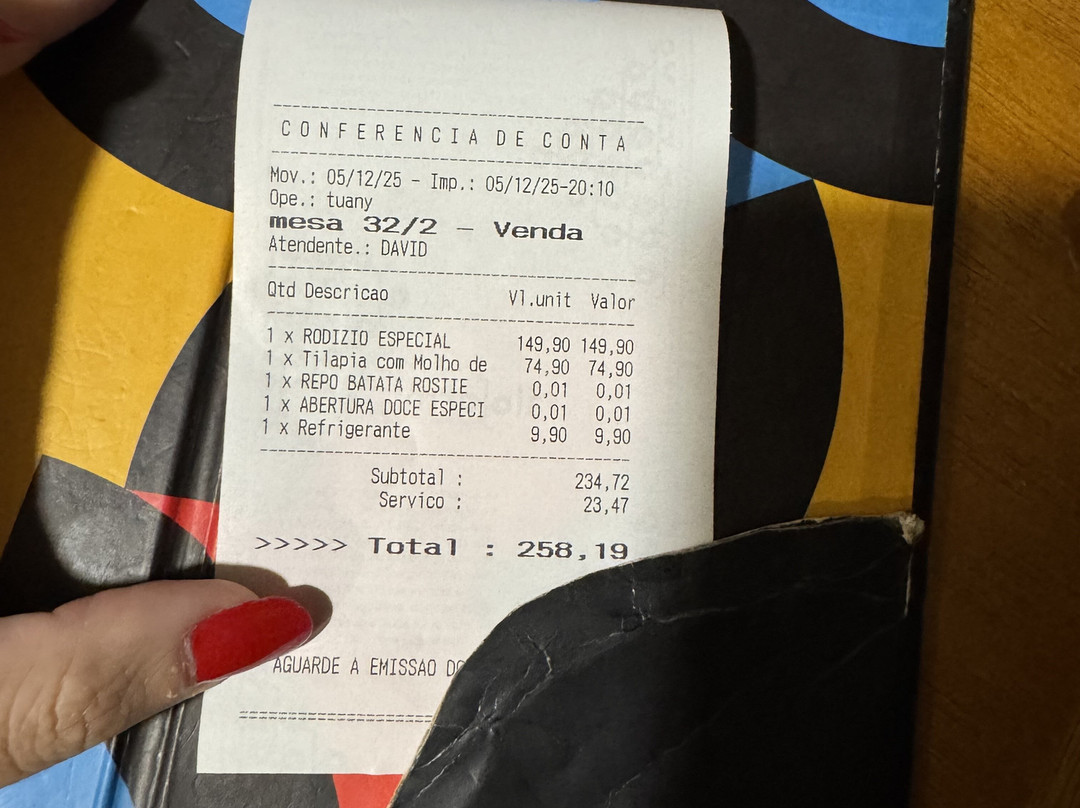 CONFERENCIA DE CONTA
Mov.: 05/12/25 - Imp.: 05/12/25-20:10
Ope.: tuany
mesa 32/2 - Venda
Atendente.: DAVID
Qtd Descricao Vl.unit Valor
1 x RODIZIO ESPECIAL 149,90 149,90
1 x Tilapia com Molho de 74,90 74,90
1 x REPO BATATA ROSTIE 0,01 0,01
1 x ABERTURA DOCE ESPECI 0,01 0,01
1 x Refrigerante 9,90 9,90
Subtotal : 234,72
Servico : 23,47
>>>>> Total : 258,19
AGUARDE A EMISSAO